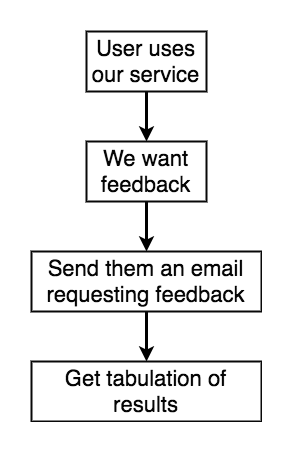 User uses
our service
We want
feedback
Send them an email
requesting feedback
Get tabulation of
results